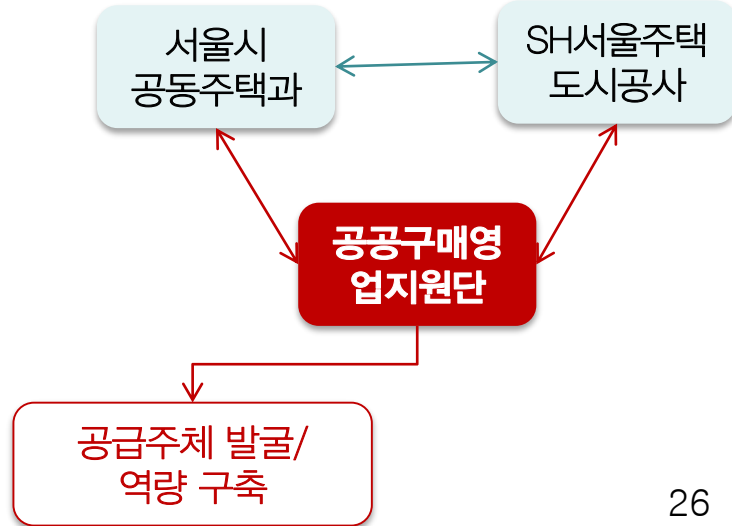 서울시
공동주택과
SH서울주택
도시공사
공공구매영
업지원단
공급주체 발굴/
역량 구축
26